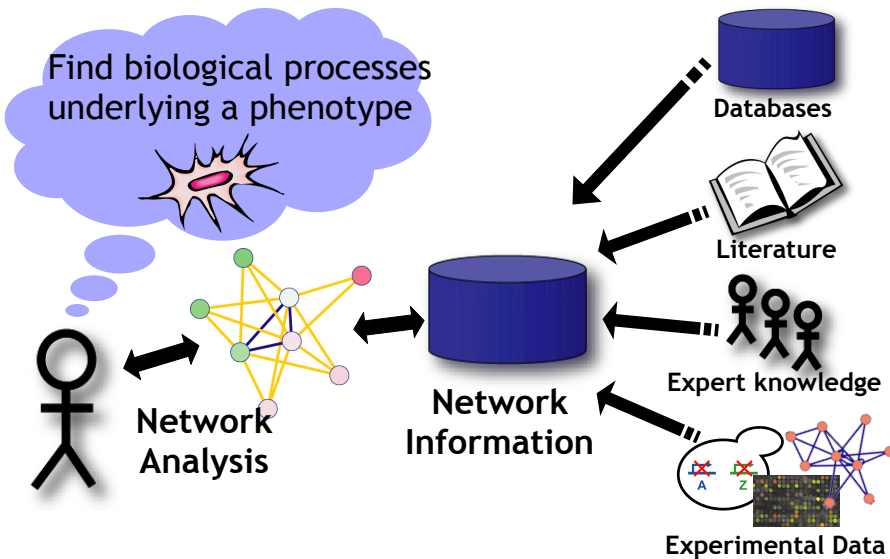 Find biological processes
underlying a phenotype
Databases
Literature
Expert knowledge
Network
Analysis
Network
Information
A Z
Experimental Data